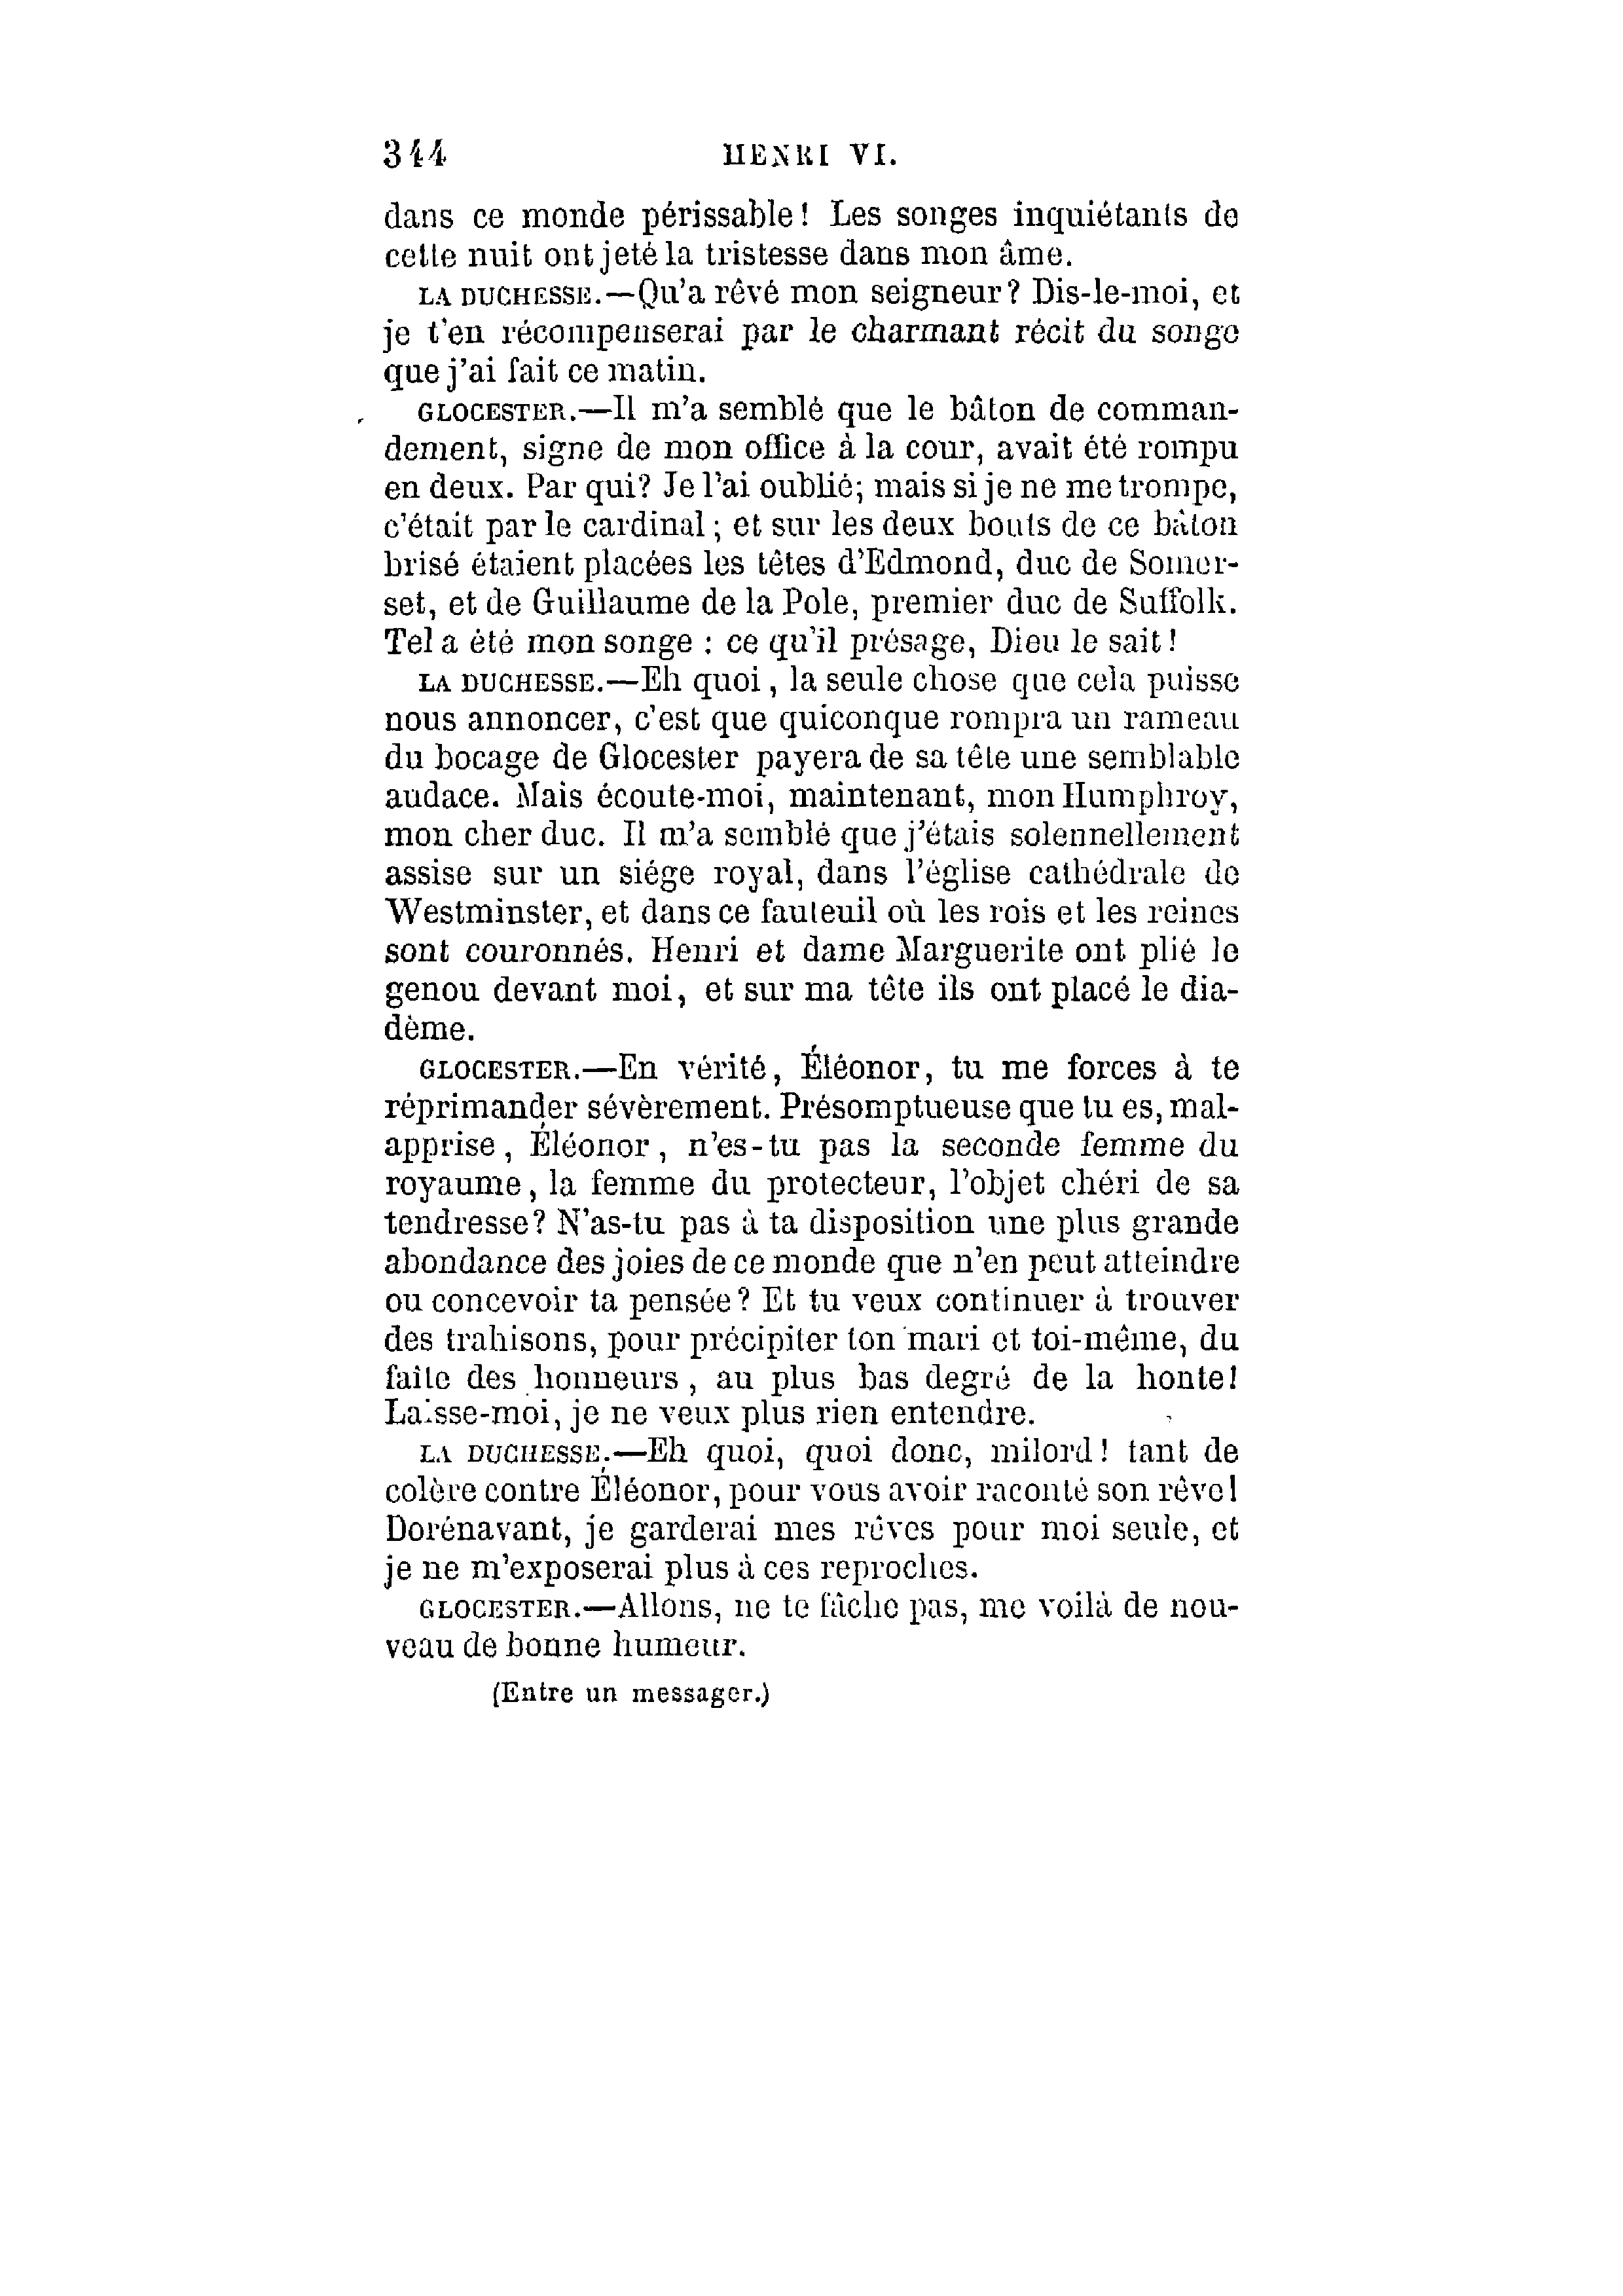 344 HENRI VI.
dans ce monde périssable! Les songes inquiétants de
cette nuit ont jeté la tristesse dans mon âme.
LA DUCHESSE.—Qu'a rêvé mon seigneur? Dis-le-moi, et
je t'en récompenserai par le charmant récit du songe
que j'ai fait ce matin.
GLOCESTER.—Il m'a semblé que le bâton de comman-
dement, signe de mon office à la cour, avait été rompu
en deux. Par qui? Je l'ai oublié; mais si je ne me trompe,
c'était par le cardinal; et sur les deux bouts de ce bâton
brisé étaient placées les têtes d'Edmond, duc de Somer-
set, et de Guillaume de la Pole, premier duc de Suffolk.
Tel a été mon songe : ce qu'il présage, Dieu le sait!
LA DUCHESSE.—Eh quoi, la seule chose que cela puisse
nous annoncer, c'est que quiconque rompra un rameau
du bocage de Glocester payera de sa tête une semblable
audace. Mais écoute-moi, maintenant, mon Humphroy,
mon cher duc. Il m'a semblé que j'étais solennellement
assise sur un siége royal, dans l'église cathédrale de
Westminster, et dans ce fauteuil où les rois et les reines
sont couronnés. Henri et dame Marguerite ont plié le
genou devant moi, et sur ma tête ils ont placé le dia-
dème.
GLOCESTER.—En vérité, Éléonor, tu me forces à te
réprimander sévèrement. Présomptueuse que tu es, mal-
apprise, Éléonor, n'es-tu pas la seconde femme du
royaume, la femme du protecteur, l'objet chéri de sa
tendresse? N'as-tu pas à ta disposition une plus grande
abondance des joies de ce monde que n'en peut atteindre
ou concevoir ta pensée? Et tu veux continuer à trouver
des trahisons, pour précipiter ton mari et toi-même, du
faîte des honneurs, au plus bas degré de la honte!
Laisse-moi, je ne veux plus rien entendre.
LA DUCHESSE.—Eh quoi, quoi donc, milord! tant de
colère contre Éléonor, pour vous avoir raconté son rêve!
Dorénavant, je garderai mes rêves pour moi seule, et
je ne m'exposerai plus à ces reproches.
GLOCESTER.—Allons, ne te fâche pas, me voilà de nou-
veau de bonne humeur.
(Entre un messager.)